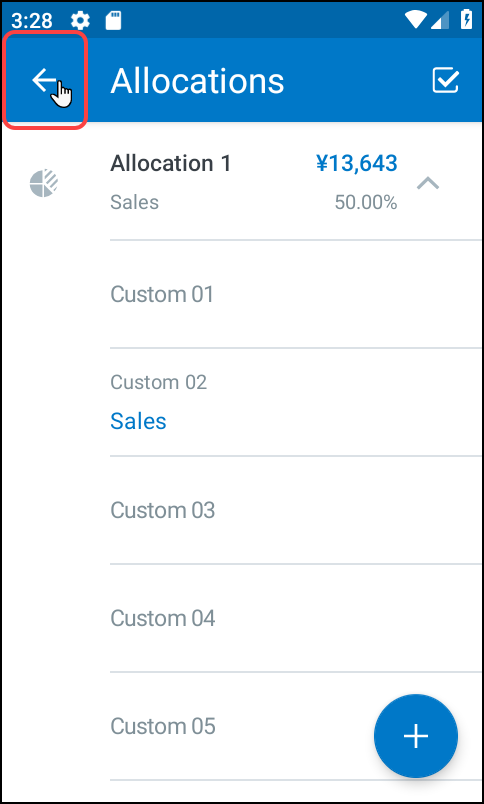 3:28
Allocations
Allocation 1 ¥13,643
Sales 50.00%
Custom 01
Custom 02
Sales
Custom 03
Custom 04
Custom 05